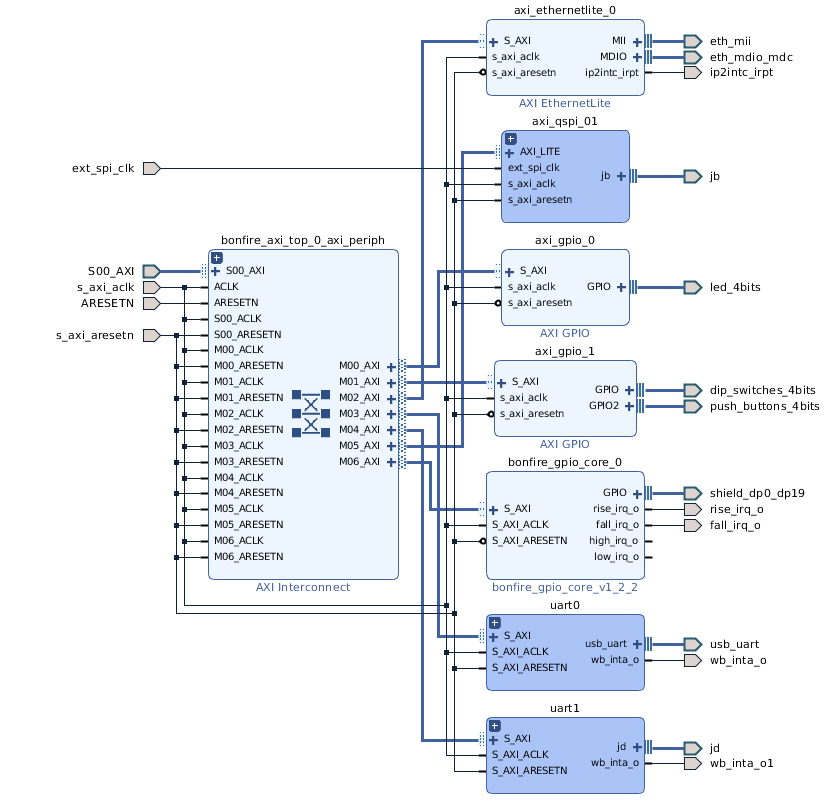 axi_ethernetlite_0
S_AXI
s_axi_aclk
s_axi_aresetn
MII
MDIO
ip2intc_irpt
eth_mii
eth_mdio_mdc
ip2intc_irpt
AXI EthernetLite
axi_qspi_01
AXI_LITE
ext_spi_clk
s_axi_aclk
s_axi_aresetn
jb
jb
ext_spi_clk
bonfire_axi_top_0_axi_periph
S00_AXI
s_axi_aclk
ARESETN
s_axi_aresetn
S00_AXI
ACLK
ARESETN
S00_ACLK
S00_ARESETN
M00_ACLK
M00_ARESETN
M01_ACLK
M01_ARESETN
M02_ACLK
M02_ARESETN
M03_ACLK
M03_ARESETN
M04_ACLK
M04_ARESETN
M05_ACLK
M05_ARESETN
M06_ACLK
M06_ARESETN
M00_AXI
M01_AXI
M02_AXI
M03_AXI
M04_AXI
M05_AXI
M06_AXI
AXI Interconnect
axi_gpio_0
S_AXI
s_axi_aclk
s_axi_aresetn
GPIO
led_4bits
AXI GPIO
axi_gpio_1
S_AXI
s_axi_aclk
s_axi_aresetn
GPIO
GPIO2
dip_switches_4bits
push_buttons_4bits
AXI GPIO
bonfire_gpio_core_0
S_AXI
S_AXI_ACLK
S_AXI_ARESETN
GPIO
rise_irq_o
fall_irq_o
high_irq_o
low_irq_o
shield_dp0_dp19
rise_irq_o
fall_irq_o
bonfire_gpio_core_v1_2_2
uart0
S_AXI
S_AXI_ACLK
S_AXI_ARESETN
usb_uart
wb_inta_o
usb_uart
wb_inta_o
uart1
S_AXI
S_AXI_ACLK
S_AXI_ARESETN
jd
wb_inta_o
jd
wb_inta_o1